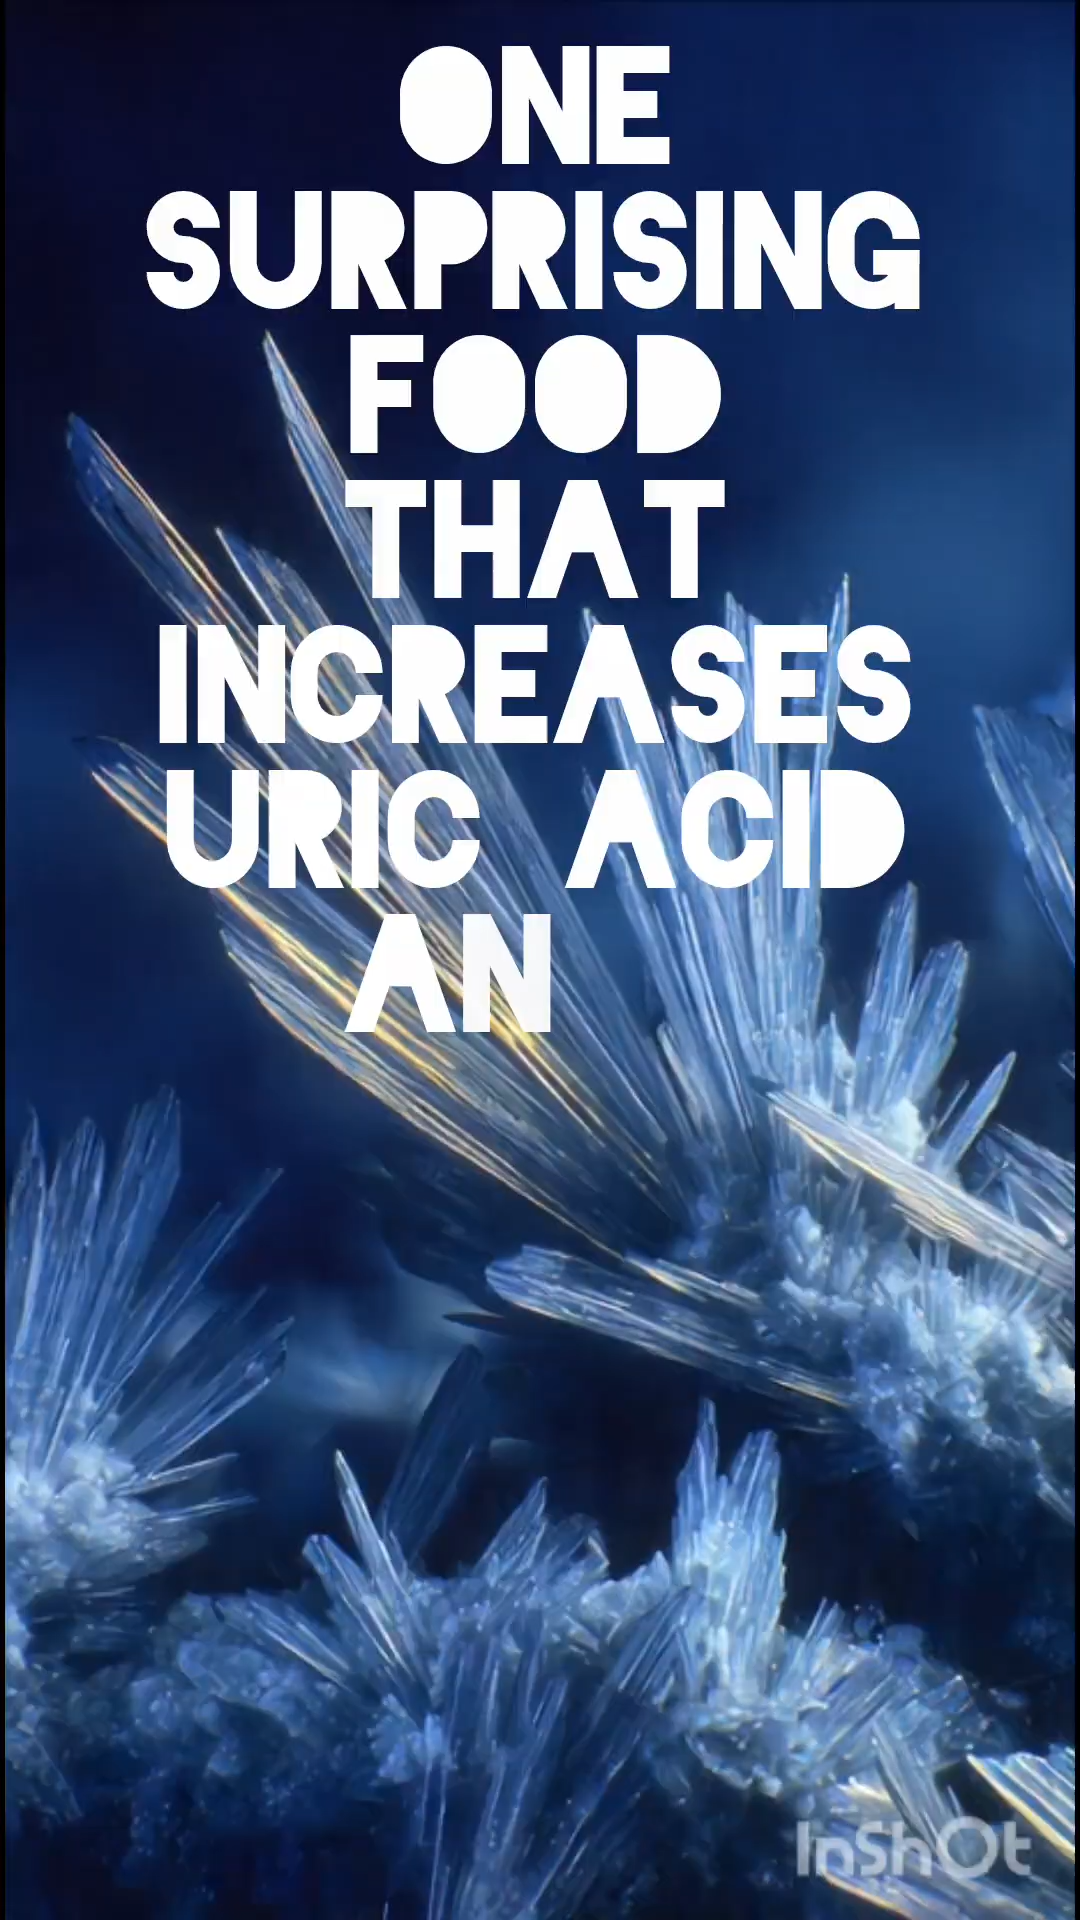 ONE
SURPRISING
FOOD
THAT
INCREASES
URIC ACID
AN
InShOt